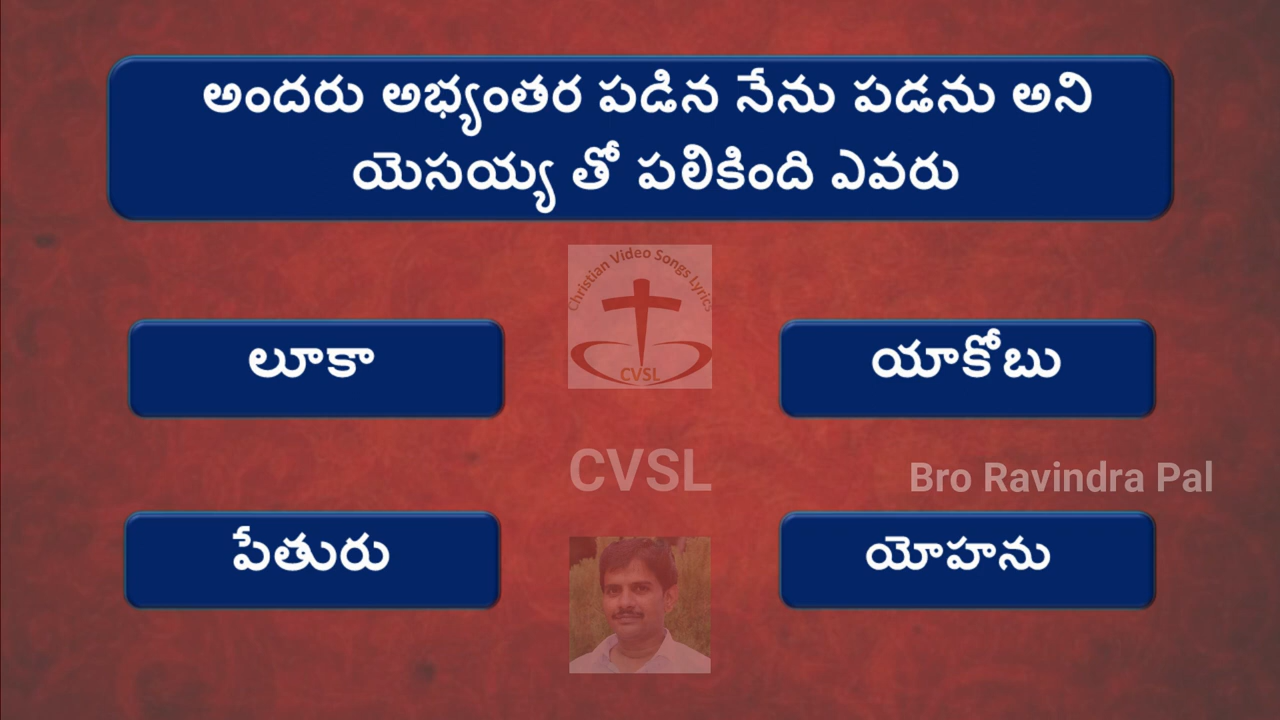 అందరు అభ్యంతర పడిన నేను పడను అని
యెసయ్య తో పలికింది ఎవరు
Christian Video Songs Lyrics
CVSL
లూకా
యాకోబు
CVSL
Bro Ravindra Pal
పేతురు
యోహను